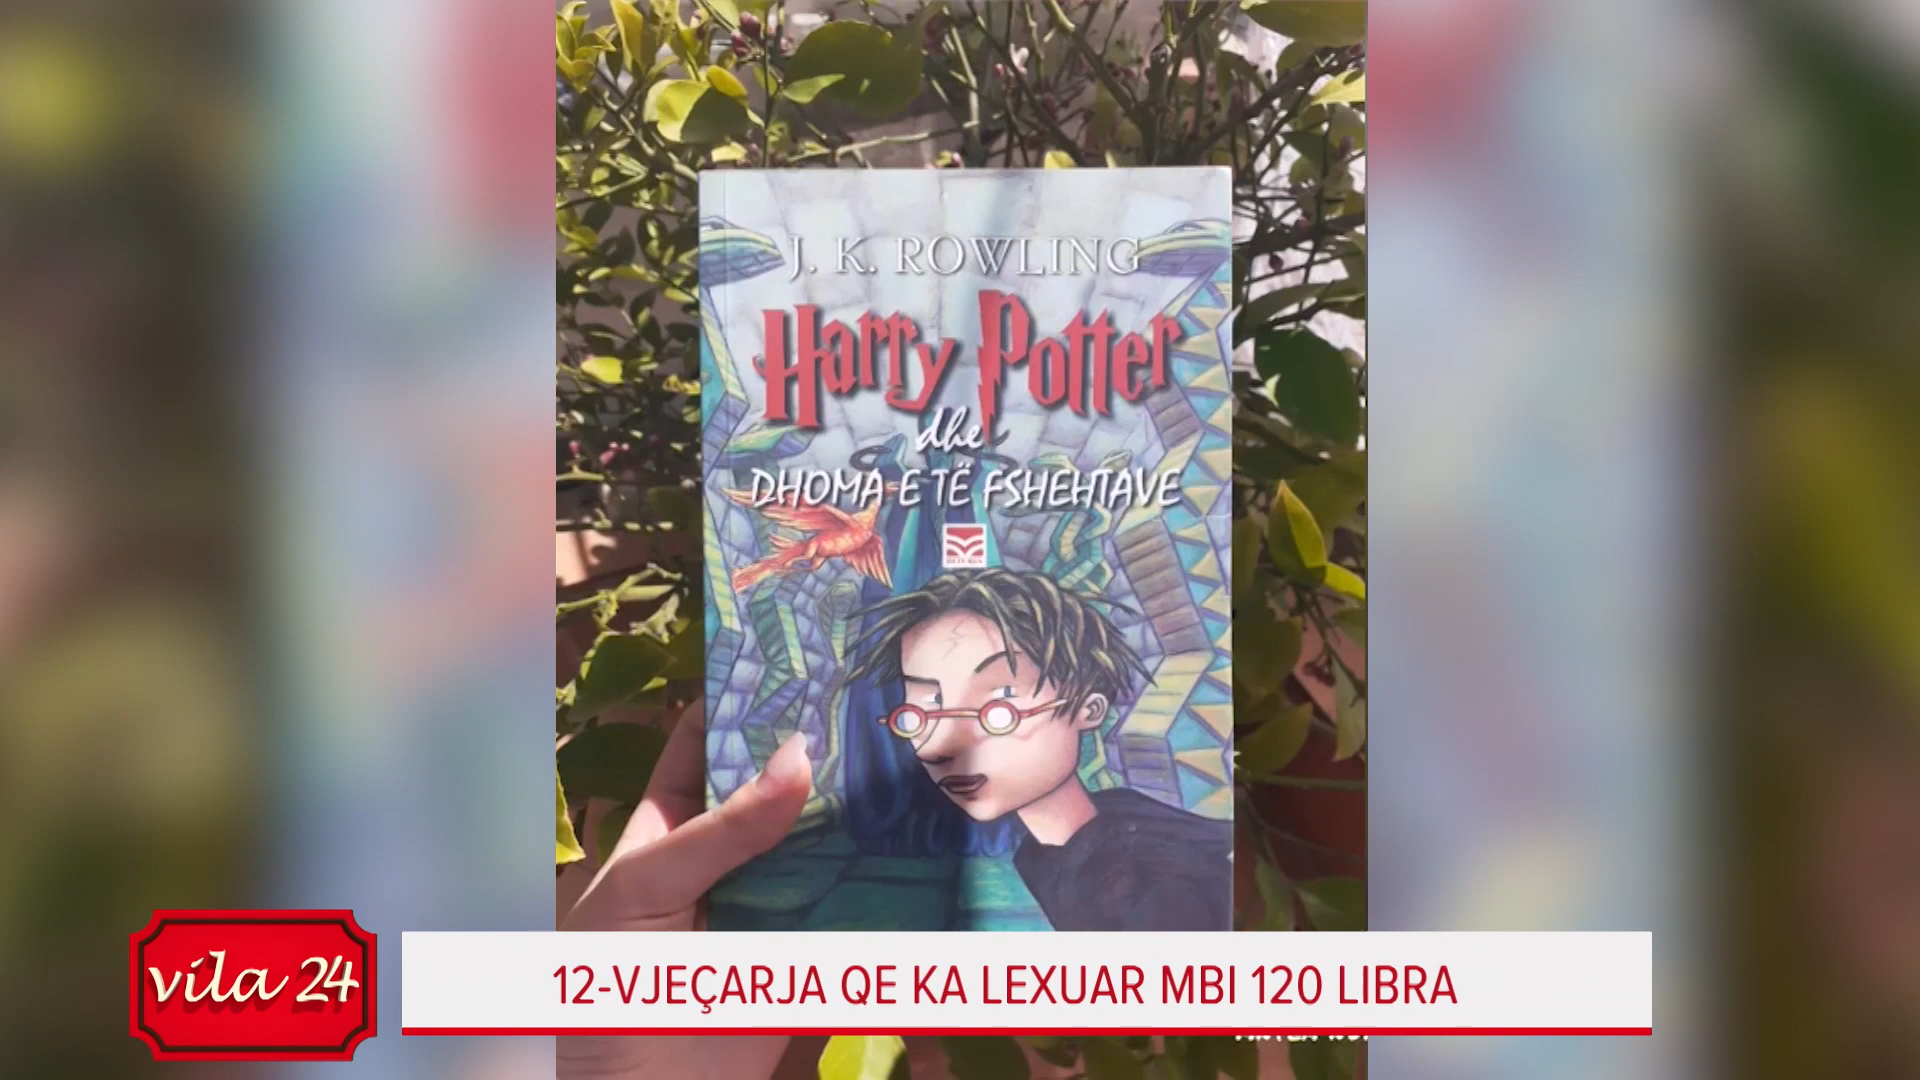 J. K. ROWLING
Harry Potter
dhe
DHOMA E TË FSHEHTAVE
vila 24
12-VJEÇARJA QE KA LEXUAR MBI 120 LIBRA